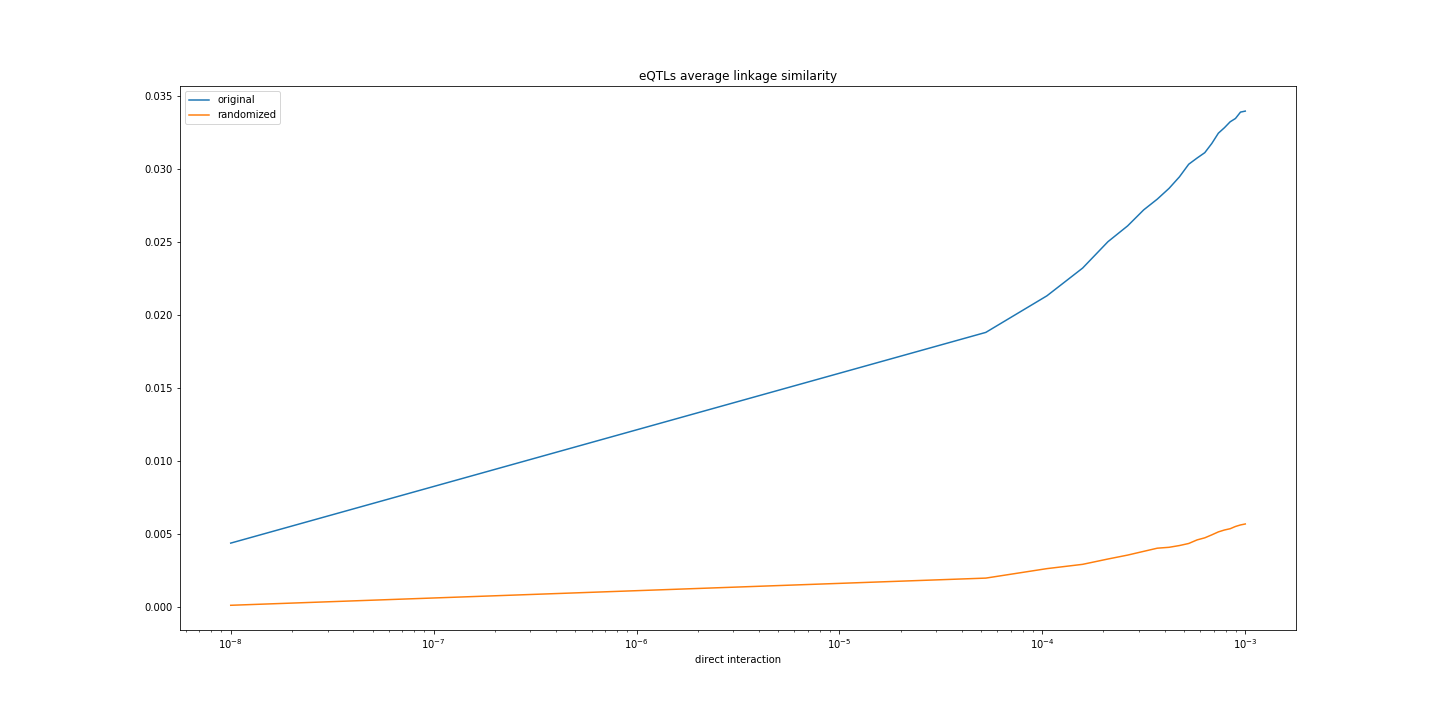 eQTLs average linkage similarity
original
randomized
0.035
0.030
0.025
0.020
0.015
0.010
0.005
0.000
10⁻⁸ 10⁻⁷ 10⁻⁶ 10⁻⁵ 10⁻⁴ 10⁻³
direct interaction